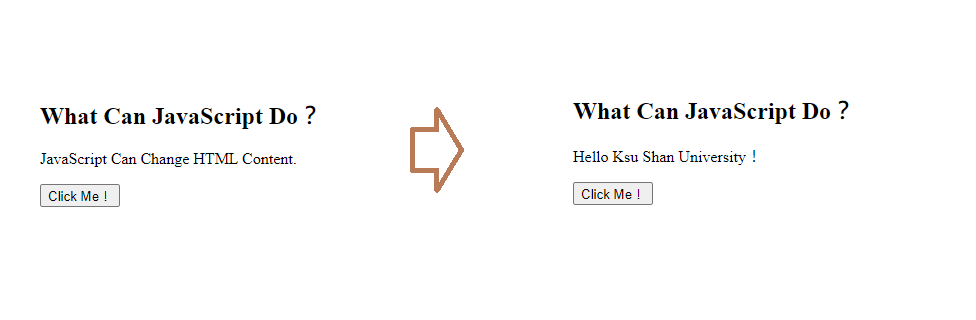 What Can JavaScript Do？
JavaScript Can Change HTML Content.
Click Me！
What Can JavaScript Do？
Hello Ksu Shan University！
Click Me！